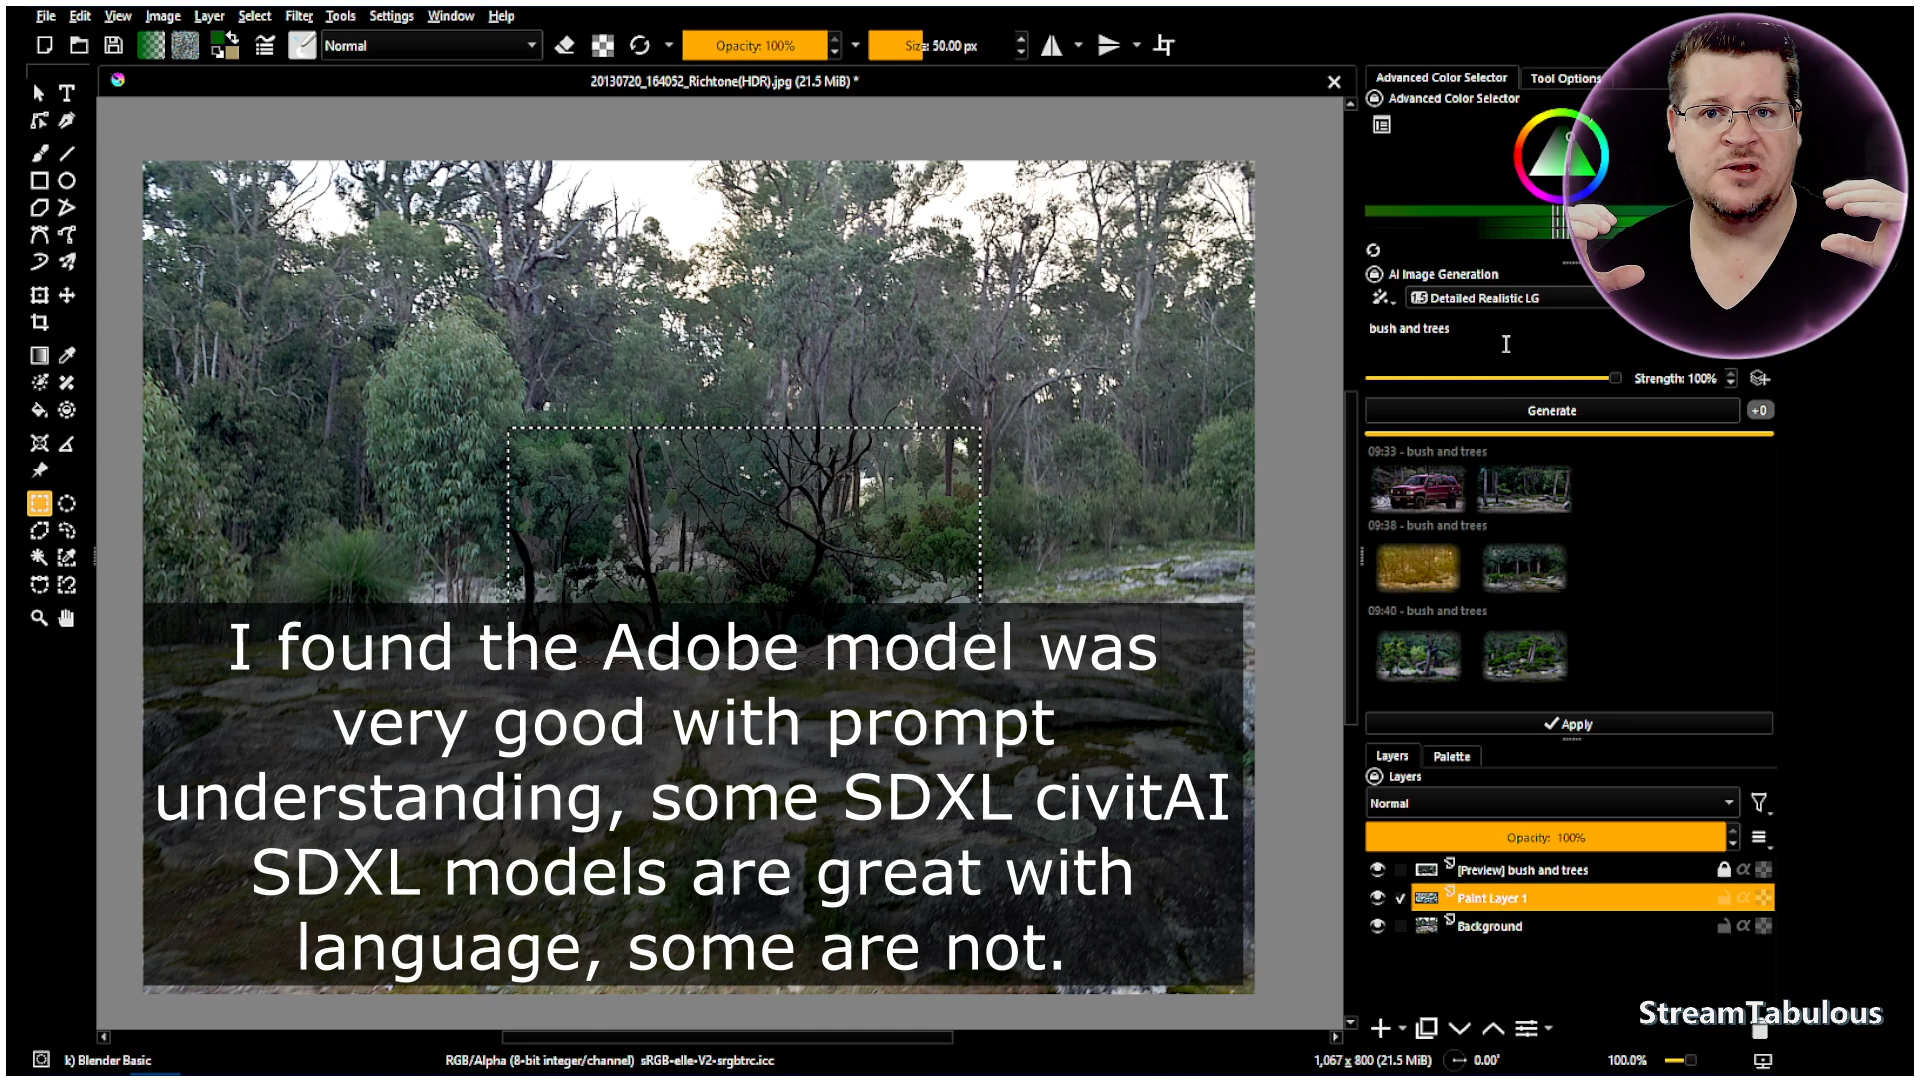 File Edit View Image Layer Select Filter Tools Settings Window Help
Normal
Opacity: 100%
Size: 50.00 px
20130720_164052_Richtone(HDR).jpg (21.5 MiB) *
Advanced Color Selector
Tool Options
Advanced Color Selector
AI Image Generation
1.5 Detailed Realistic LG
bush and trees
Strength: 100%
Generate
+0
09:33 - bush and trees
09:38 - bush and trees
09:40 - bush and trees
Apply
I found the Adobe model was
very good with prompt
understanding, some SDXL civitAI
SDXL models are great with
language, some are not.
Layers
Palette
Layers
Normal
Opacity: 100%
[Preview] bush and trees
Paint Layer 1
Background
StreamTabulous
k) Blender Basic
RGB/Alpha (8-bit integer/channel) sRGB-elle-V2-srgbtrc.icc
1,067 x 800 (21.5 MiB)
0.00°
100.0%